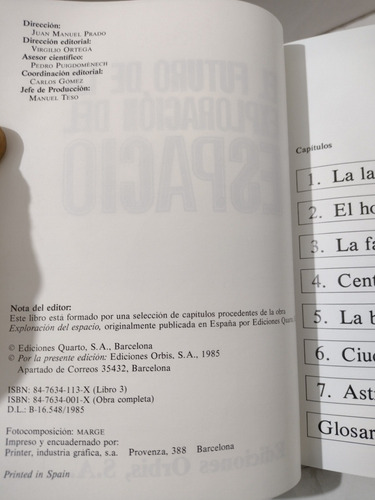 Dirección:
JUAN MANUEL PRADO
Dirección editorial:
VIRGILIO ORTEGA
Asesor científico:
PEDRO PUIGDOMÈNECH
Coordinación editorial:
CARLOS GÓMEZ
Jefe de Producción:
MANUEL TESO
Nota del editor:
Este libro está formado por una selección de capítulos procedentes de la obra
Exploración del espacio, originalmente publicada en España por Ediciones Quarto
© Ediciones Quarto, S.A., Barcelona
© Por la presente edición: Ediciones Orbis, S.A., 1985
Apartado de Correos 35432, Barcelona
ISBN: 84-7634-113-X (Libro 3)
ISBN: 84-7634-001-X (Obra completa)
D.L.: B-16.548/1985
Fotocomposición: MARGE
Impreso y encuadernado por:
Printer, industria gráfica, s.a. Provenza, 388 Barcelona
Printed in Spain
Capítulos
1. La la
2. El ho
3. La fa
4. Cent
5. La b
6. Ciud
7. Ast
Glosar